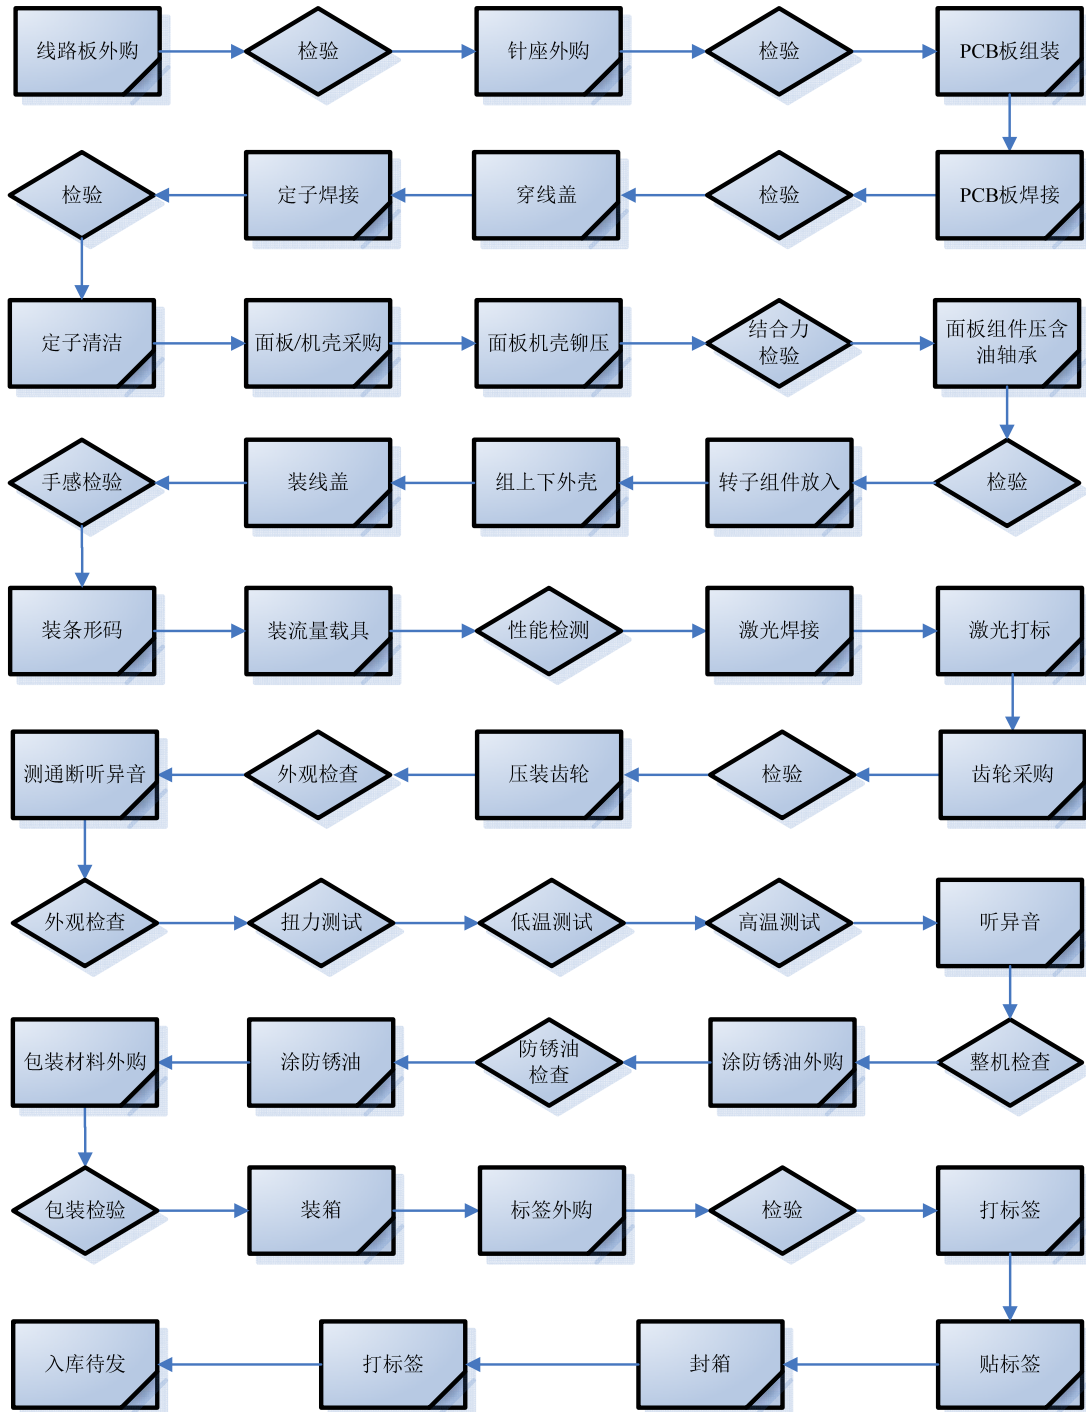 线路板外购
检验
针座外购
检验
PCB板组装
检验
定子焊接
穿线盖
检验
PCB板焊接
定子清洁
面板/机壳采购
面板机壳铆压
结合力
检验
面板组件压含
油轴承
手感检验
装线盖
组上下外壳
转子组件放入
检验
装条形码
装流量载具
性能检测
激光焊接
激光打标
测通断听异音
外观检查
压装齿轮
检验
齿轮采购
外观检查
扭力测试
低温测试
高温测试
听异音
包装材料外购
涂防锈油
防锈油
检查
涂防锈油外购
整机检查
包装检验
装箱
标签外购
检验
打标签
入库待发
打标签
封箱
贴标签